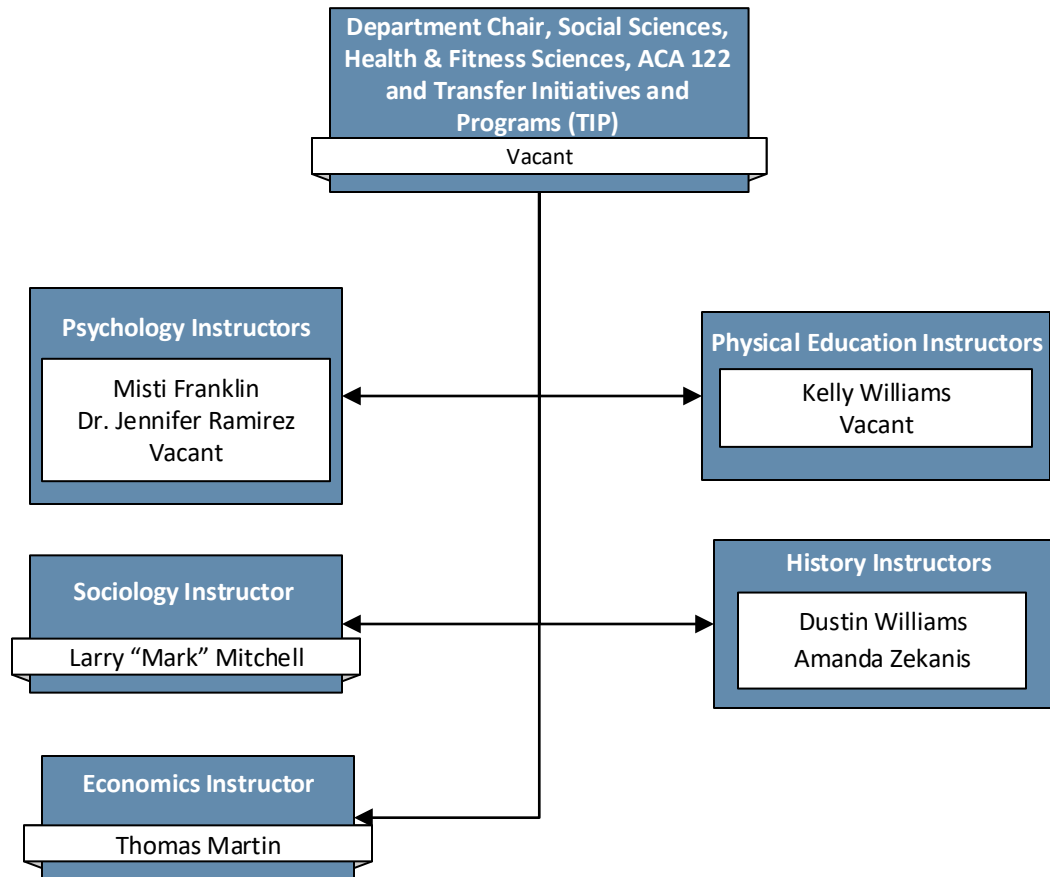 Department Chair, Social Sciences,
Health & Fitness Sciences, ACA 122
and Transfer Initiatives and
Programs (TIP)
Vacant
Psychology Instructors
Misti Franklin
Dr. Jennifer Ramirez
Vacant
Physical Education Instructors
Kelly Williams
Vacant
Sociology Instructor
Larry “Mark” Mitchell
History Instructors
Dustin Williams
Amanda Zekanis
Economics Instructor
Thomas Martin